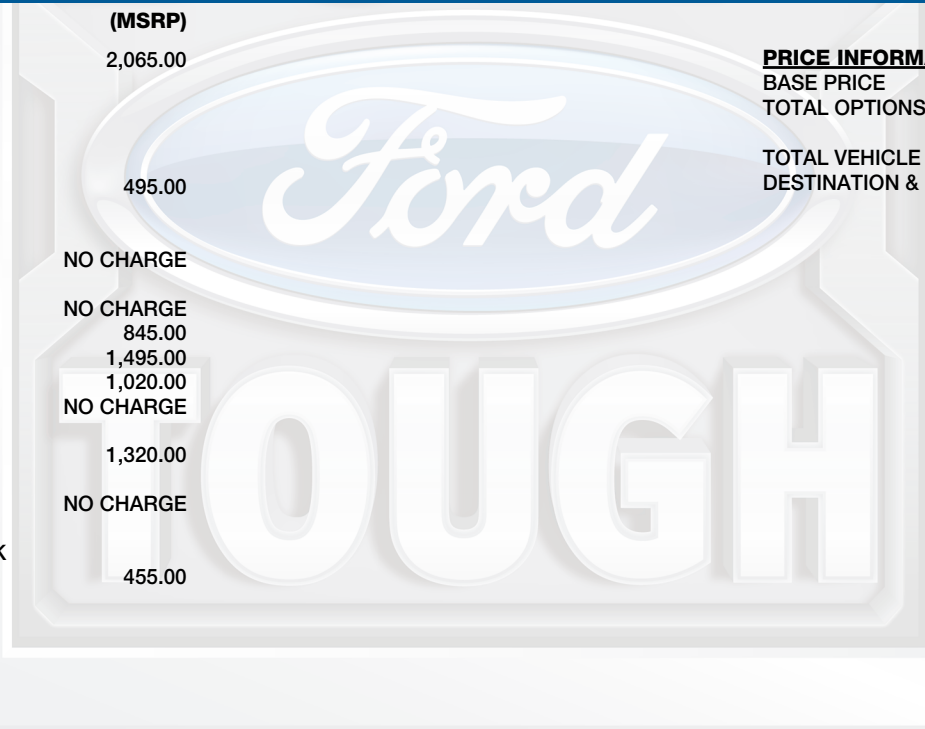 (MSRP)
2,065.00
495.00
NO CHARGE
NO CHARGE
845.00
1,495.00
1,020.00
NO CHARGE
1,320.00
NO CHARGE
455.00
PRICE INFORM
BASE PRICE
TOTAL OPTIONS
TOTAL VEHICLE
DESTINATION &
Ford
TOUGH